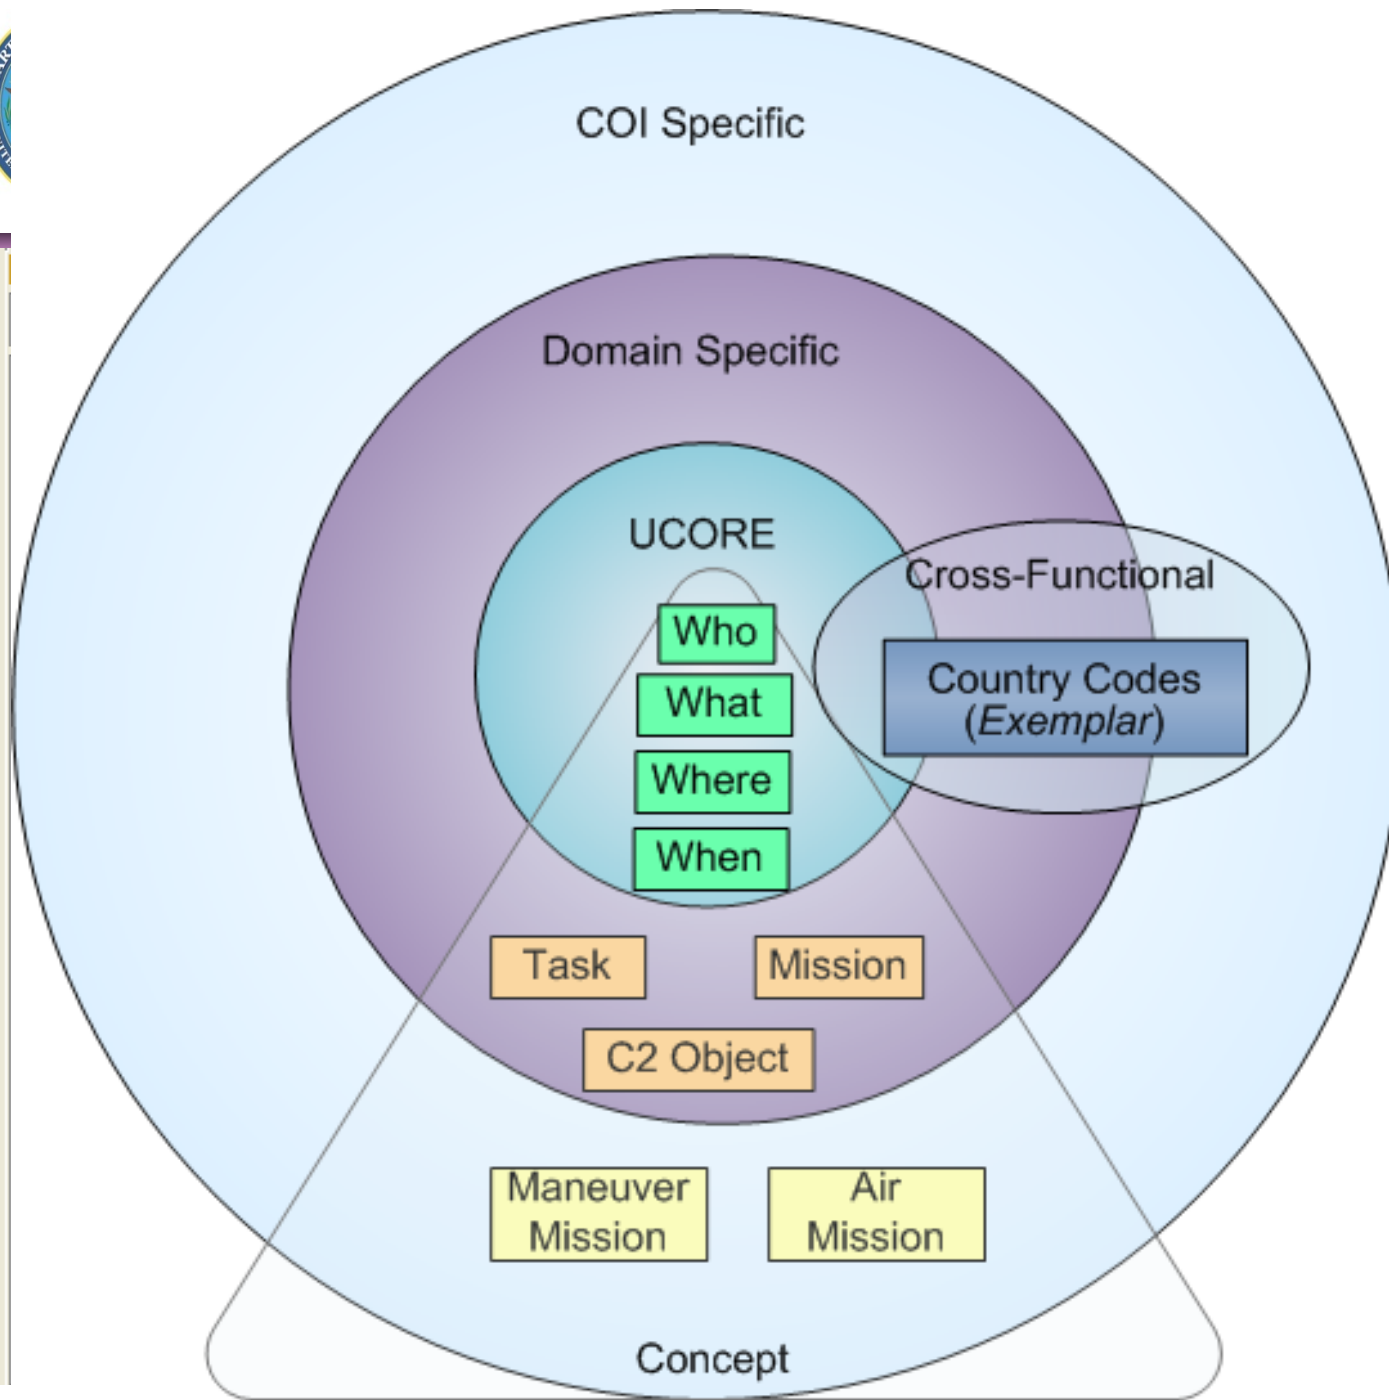 COI Specific
Domain Specific
UCORE
Cross-Functional
Who
Country Codes
(Exemplar)
What
Where
When
Task
Mission
C2 Object
Maneuver
Mission
Air
Mission
Concept